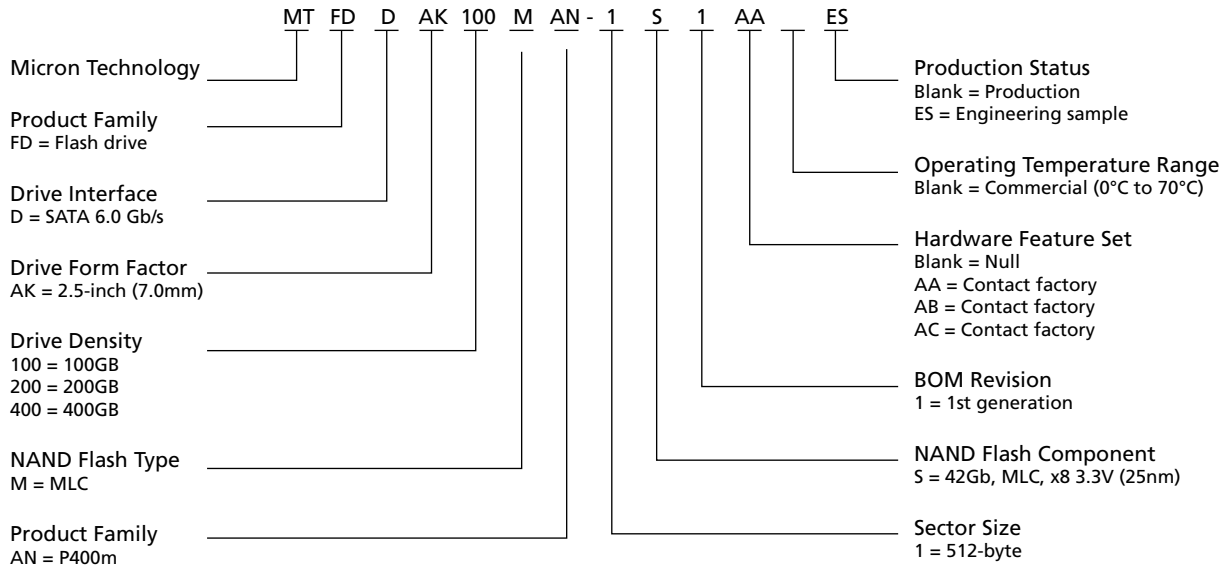 MT FD D AK 100 M AN - 1 S 1 AA ES
Micron Technology
Product Family
FD = Flash drive
Drive Interface
D = SATA 6.0 Gb/s
Drive Form Factor
AK = 2.5-inch (7.0mm)
Drive Density
100 = 100GB
200 = 200GB
400 = 400GB
NAND Flash Type
M = MLC
Product Family
AN = P400m
Production Status
Blank = Production
ES = Engineering sample
Operating Temperature Range
Blank = Commercial (0°C to 70°C)
Hardware Feature Set
Blank = Null
AA = Contact factory
AB = Contact factory
AC = Contact factory
BOM Revision
1 = 1st generation
NAND Flash Component
S = 42Gb, MLC, x8 3.3V (25nm)
Sector Size
1 = 512-byte